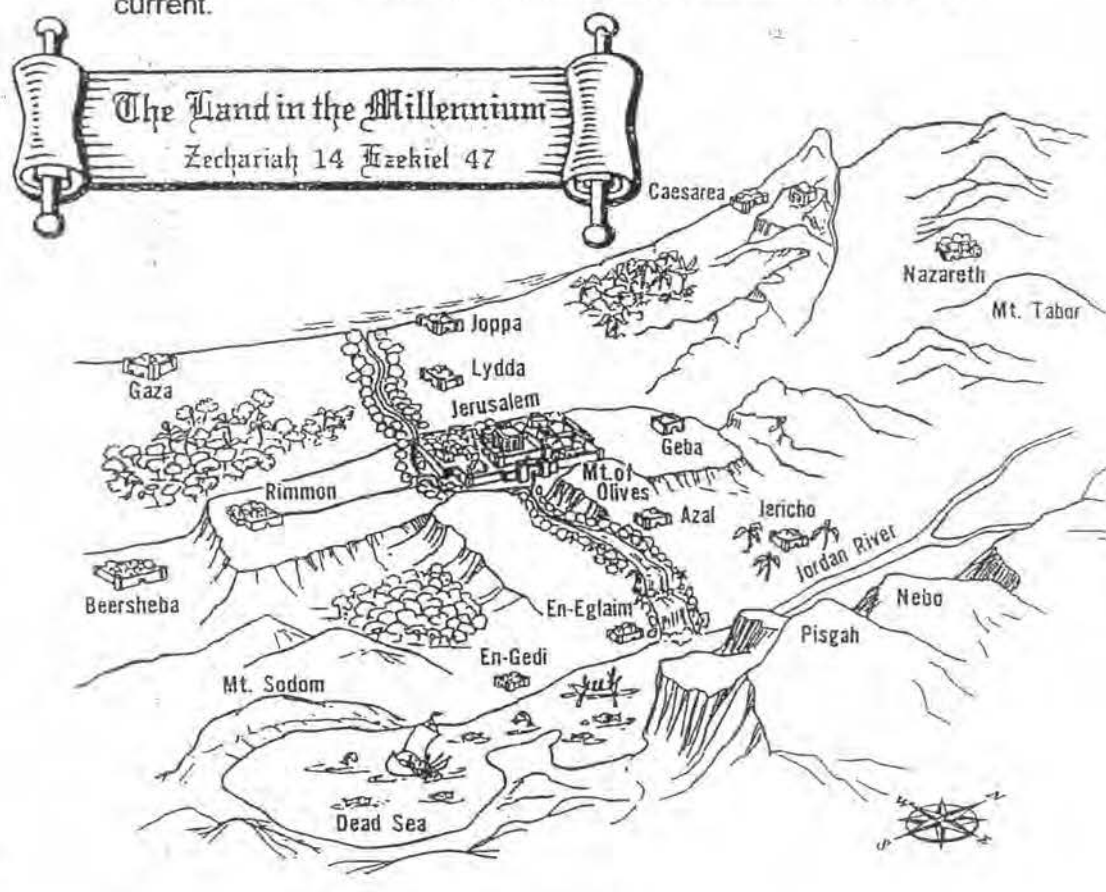 current.
The Land in the Millennium
Zechariah 14 Ezekiel 47
Caesarea
Nazareth
Mt. Tabor
Joppa
Gaza
Lydda
Jerusalem
Geba
Mt. of
Olives
Rimmon
Azal
Jericho
Jordan River
Beersheba
En-Eglaim
Nebo
Pisgah
En-Gedi
Mt. Sodom
Dead Sea